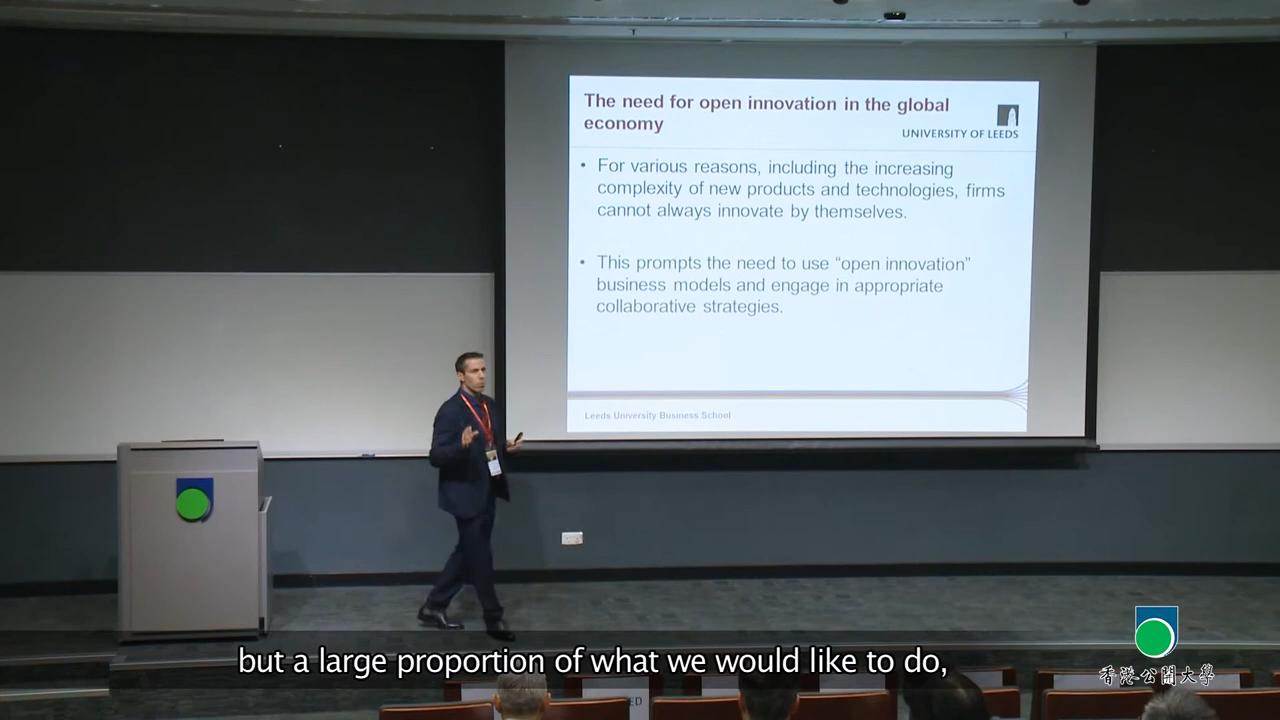 The need for open innovation in the global
economy
UNIVERSITY OF LEEDS
• For various reasons, including the increasing
complexity of new products and technologies, firms
cannot always innovate by themselves.
• This prompts the need to use “open innovation”
business models and engage in appropriate
collaborative strategies.
Leeds University Business School
but a large proportion of what we would like to do,
香港公開大學
ED